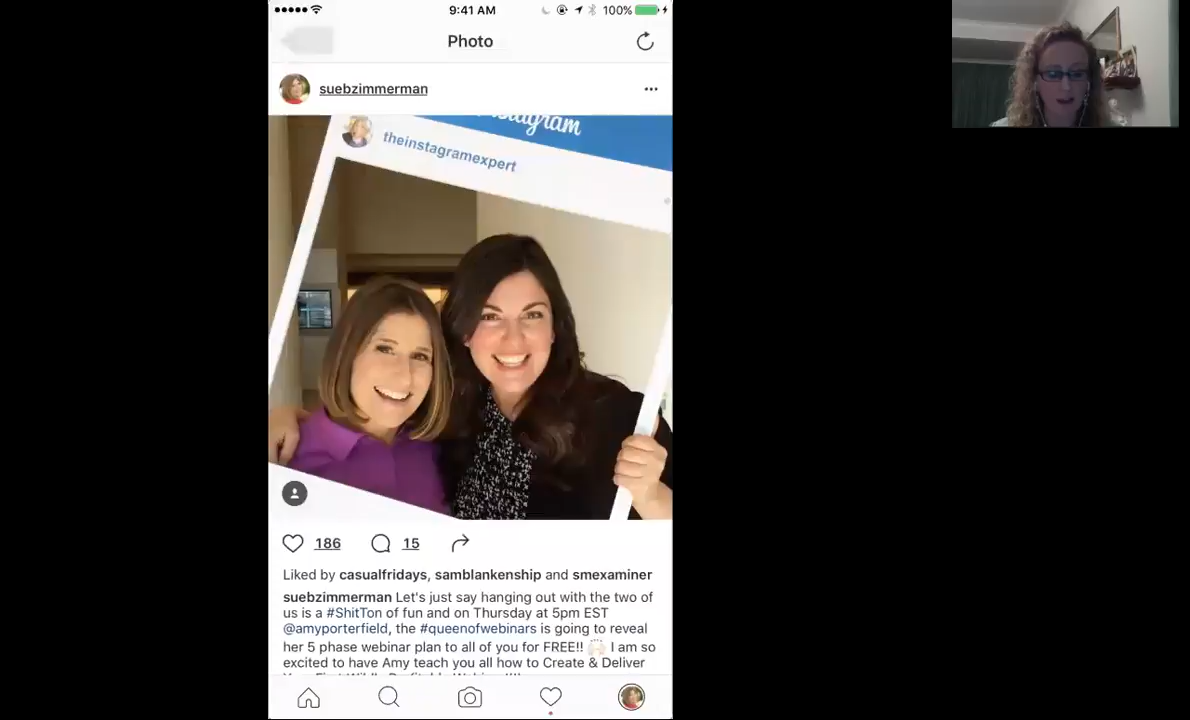 9:41 AM
100%
Photo
suebzimmerman
theinstagramexpert
186
15
Liked by casualfridays, samblankenship and smexaminer
suebzimmerman Let's just say hanging out with the two of
us is a #ShitTon of fun and on Thursday at 5pm EST
@amyporterfield, the #queenofwebinars is going to reveal
her 5 phase webinar plan to all of you for FREE!! I am so
excited to have Amy teach you all how to Create & Deliver